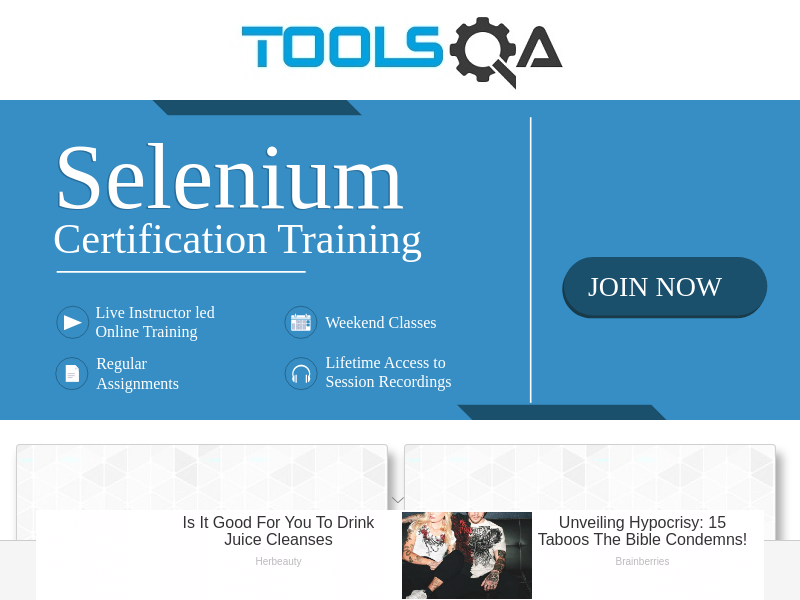 TOOLSQA
Selenium
Certification Training
JOIN NOW
Live Instructor led
Online Training
Weekend Classes
Regular
Assignments
Lifetime Access to
Session Recordings
Is It Good For You To Drink
Juice Cleanses
Herbeauty
Unveiling Hypocrisy: 15
Taboos The Bible Condemns!
Brainberries